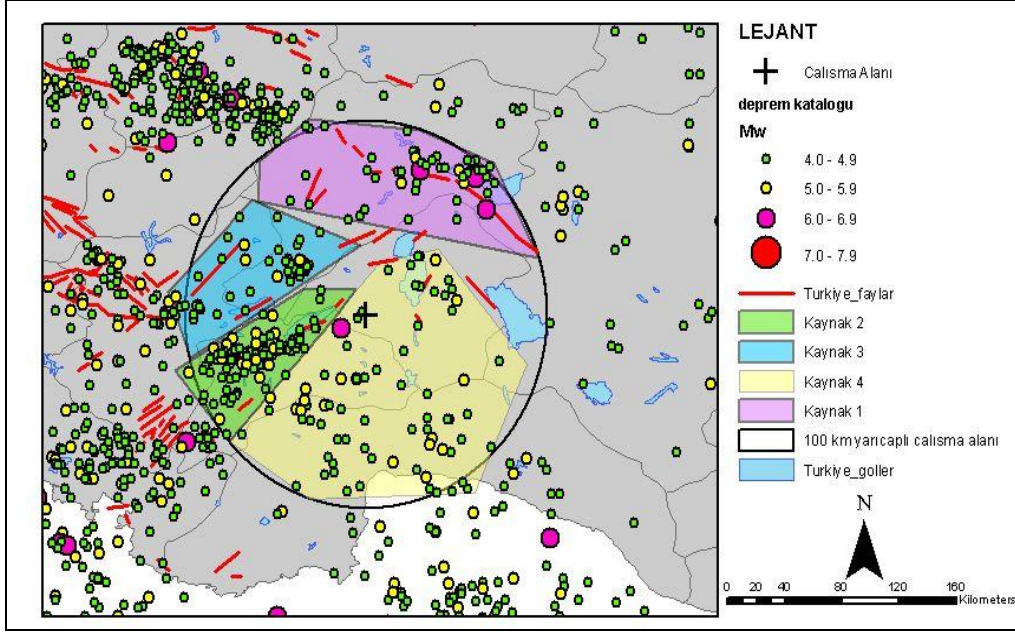 LEJANT
Calısma Alanı
deprem katalogu
Mw
4.0 - 4.9
5.0 - 5.9
6.0 - 6.9
7.0 - 7.9
Turkiye_faylar
Kaynak 2
Kaynak 3
Kaynak 4
Kaynak 1
100 km yarıcaplı calısma alanı
Turkiye_goller
N
0 20 40 80 120 160
Kilometers